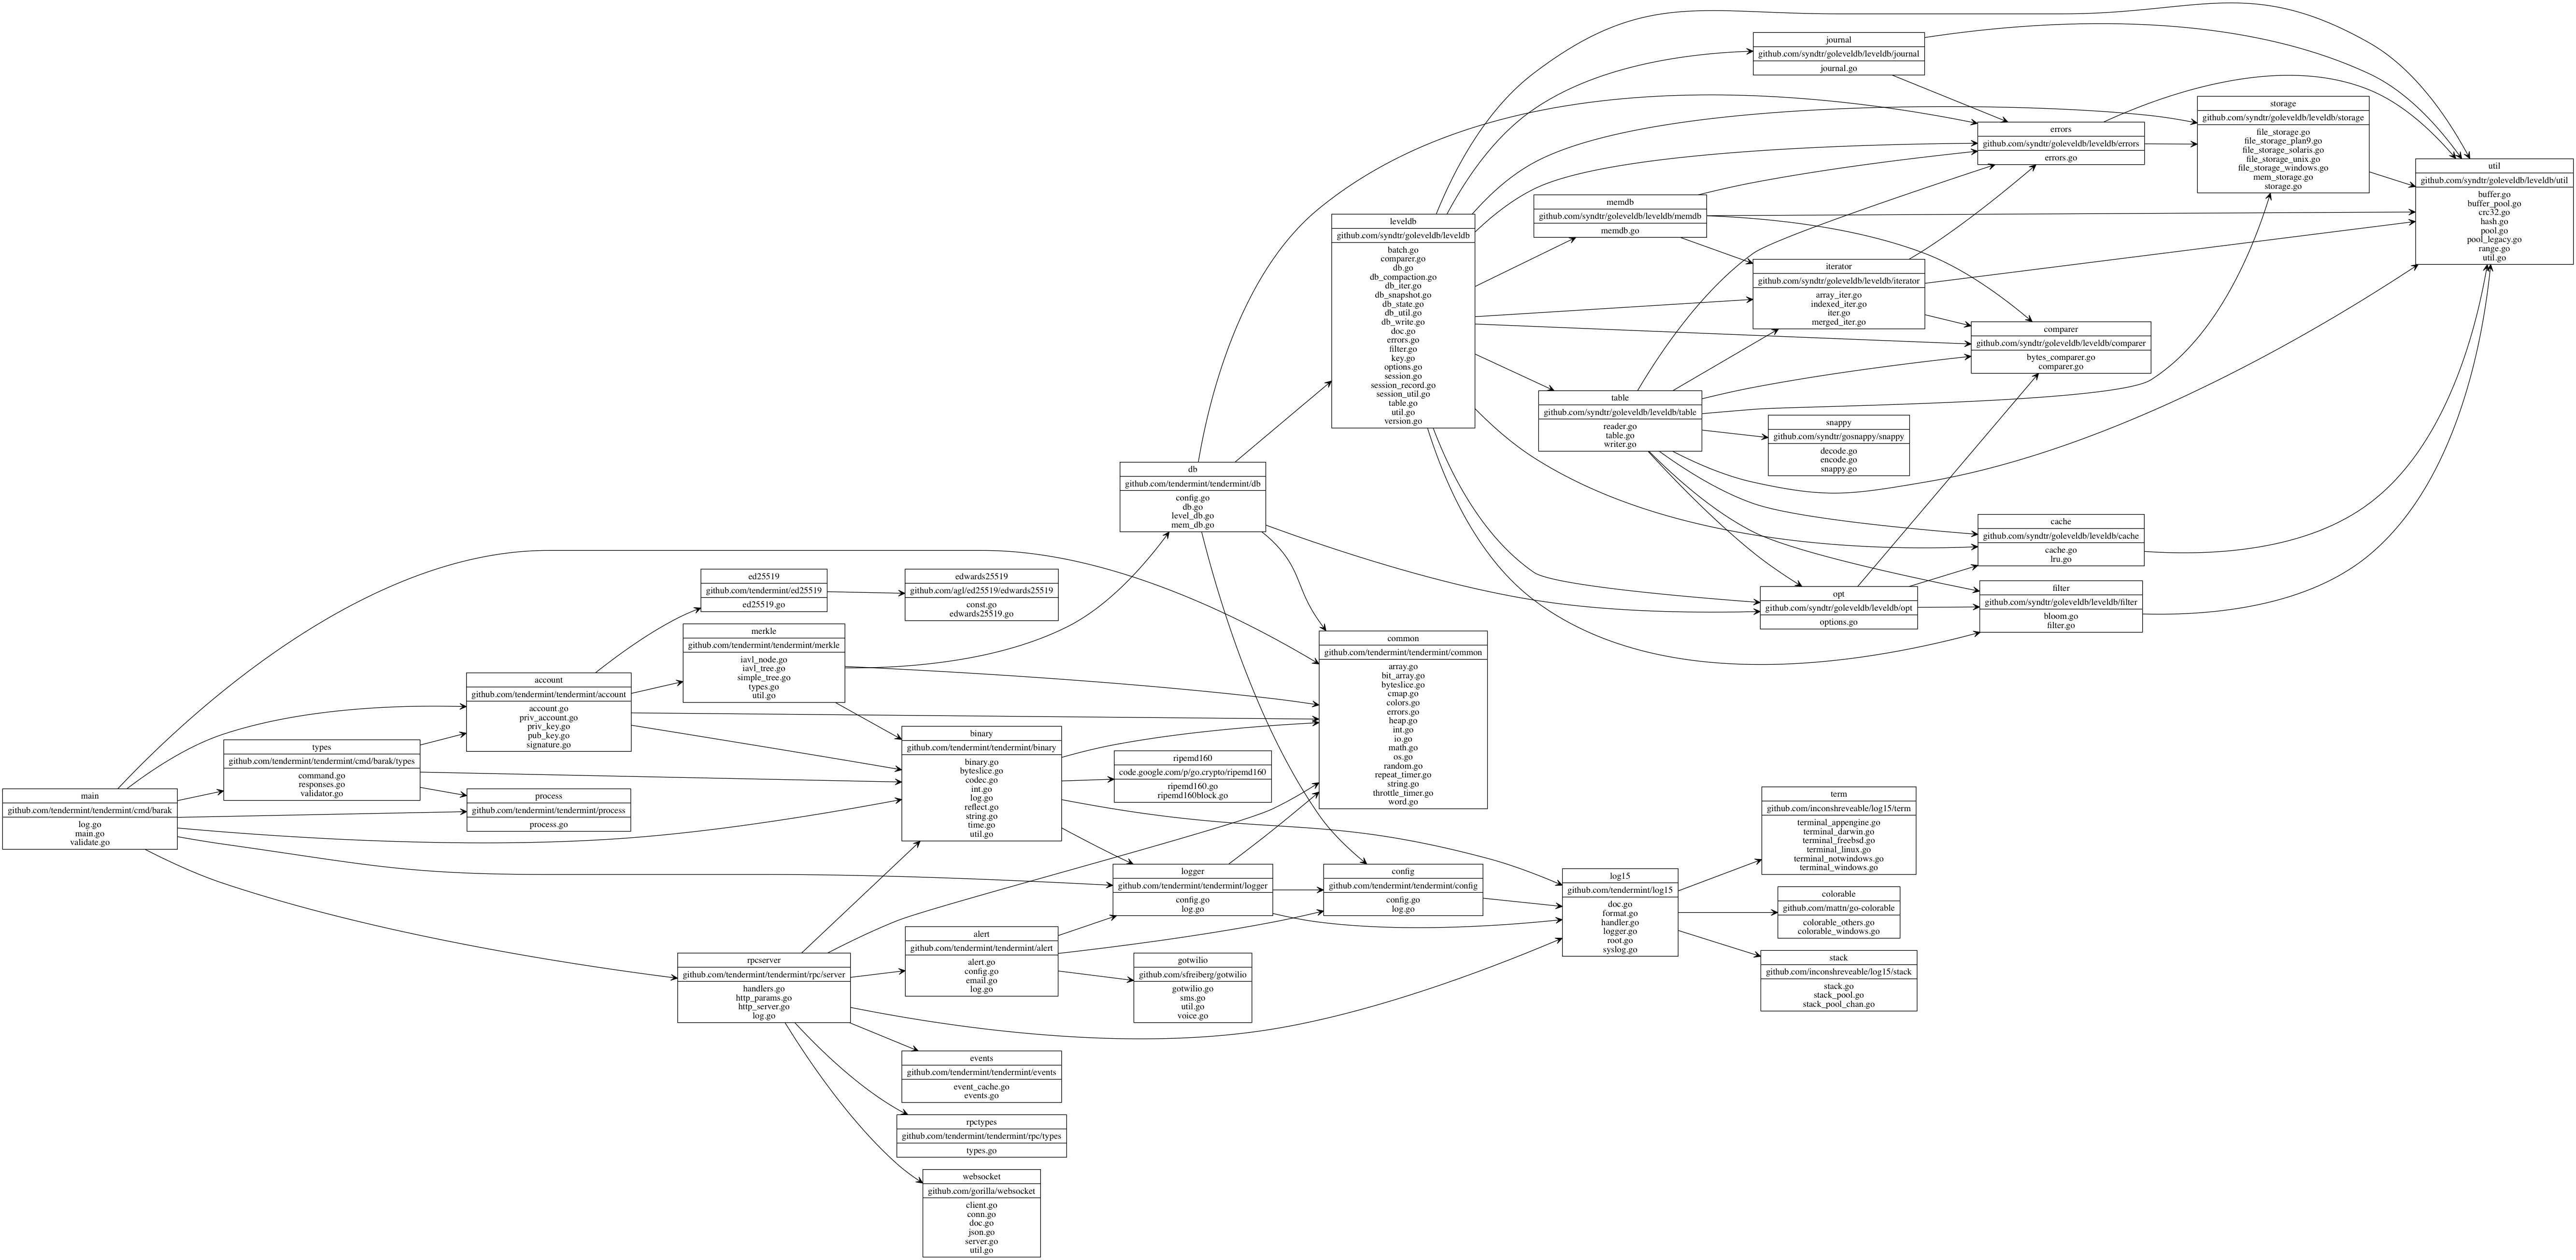 main
github.com/tendermint/tendermint/cmd/barak
log.go
main.go
validate.go
types
github.com/tendermint/tendermint/cmd/barak/types
command.go
responses.go
validator.go
account
github.com/tendermint/tendermint/account
account.go
priv_account.go
priv_key.go
pub_key.go
signature.go
process
github.com/tendermint/tendermint/process
process.go
ed25519
github.com/tendermint/ed25519
ed25519.go
merkle
github.com/tendermint/tendermint/merkle
iavl_node.go
iavl_tree.go
simple_tree.go
types.go
util.go
rpcserver
github.com/tendermint/tendermint/rpc/server
handlers.go
http_params.go
http_server.go
log.go
edwards25519
github.com/agl/ed25519/edwards25519
const.go
edwards25519.go
binary
github.com/tendermint/tendermint/binary
binary.go
byteslice.go
codec.go
int.go
log.go
reflect.go
string.go
time.go
util.go
alert
github.com/tendermint/tendermint/alert
alert.go
config.go
email.go
log.go
events
github.com/tendermint/tendermint/events
event_cache.go
events.go
rpctypes
github.com/tendermint/tendermint/rpc/types
types.go
websocket
github.com/gorilla/websocket
client.go
conn.go
doc.go
json.go
server.go
util.go
db
github.com/tendermint/tendermint/db
config.go
db.go
level_db.go
mem_db.go
ripemd160
code.google.com/p/go.crypto/ripemd160
ripemd160.go
ripemd160block.go
logger
github.com/tendermint/tendermint/logger
config.go
log.go
gotwilio
github.com/sfreiberg/gotwilio
gotwilio.go
sms.go
util.go
voice.go
leveldb
github.com/syndtr/goleveldb/leveldb
batch.go
comparer.go
db.go
db_compaction.go
db_iter.go
db_snapshot.go
db_state.go
db_util.go
db_write.go
doc.go
errors.go
filter.go
key.go
options.go
session.go
session_record.go
session_util.go
table.go
util.go
version.go
common
github.com/tendermint/tendermint/common
array.go
bit_array.go
byteslice.go
cmap.go
colors.go
errors.go
heap.go
int.go
io.go
math.go
os.go
random.go
repeat_timer.go
string.go
throttle_timer.go
word.go
config
github.com/tendermint/tendermint/config
config.go
log.go
memdb
github.com/syndtr/goleveldb/leveldb/memdb
memdb.go
table
github.com/syndtr/goleveldb/leveldb/table
reader.go
table.go
writer.go
log15
github.com/tendermint/log15
doc.go
format.go
handler.go
logger.go
root.go
syslog.go
journal
github.com/syndtr/goleveldb/leveldb/journal
journal.go
iterator
github.com/syndtr/goleveldb/leveldb/iterator
array_iter.go
indexed_iter.go
iter.go
merged_iter.go
snappy
github.com/syndtr/gosnappy/snappy
decode.go
encode.go
snappy.go
opt
github.com/syndtr/goleveldb/leveldb/opt
options.go
term
github.com/inconshreveable/log15/term
terminal_appengine.go
terminal_darwin.go
terminal_freebsd.go
terminal_linux.go
terminal_notwindows.go
terminal_windows.go
colorable
github.com/mattn/go-colorable
colorable_others.go
colorable_windows.go
stack
github.com/inconshreveable/log15/stack
stack.go
stack_pool.go
stack_pool_chan.go
errors
github.com/syndtr/goleveldb/leveldb/errors
errors.go
comparer
github.com/syndtr/goleveldb/leveldb/comparer
bytes_comparer.go
comparer.go
cache
github.com/syndtr/goleveldb/leveldb/cache
cache.go
lru.go
filter
github.com/syndtr/goleveldb/leveldb/filter
bloom.go
filter.go
storage
github.com/syndtr/goleveldb/leveldb/storage
file_storage.go
file_storage_plan9.go
file_storage_solaris.go
file_storage_unix.go
file_storage_windows.go
mem_storage.go
storage.go
util
github.com/syndtr/goleveldb/leveldb/util
buffer.go
buffer_pool.go
crc32.go
hash.go
pool.go
pool_legacy.go
range.go
util.go